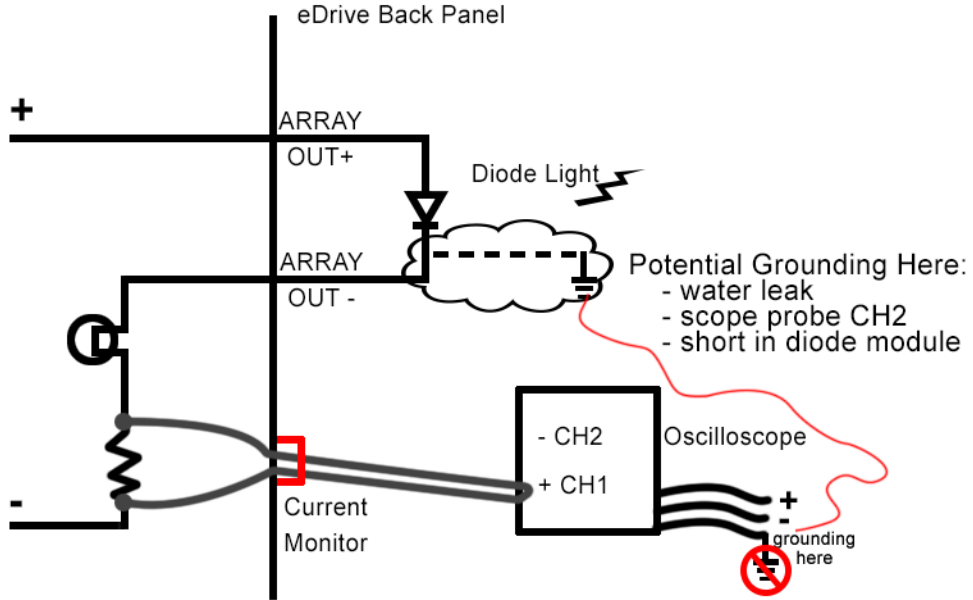 eDrive Back Panel
+
ARRAY
OUT+
Diode Light
ARRAY
OUT -
Potential Grounding Here:
- water leak
- scope probe CH2
- short in diode module
- CH2
Oscilloscope
+ CH1
-
Current
Monitor
+
-
grounding
here